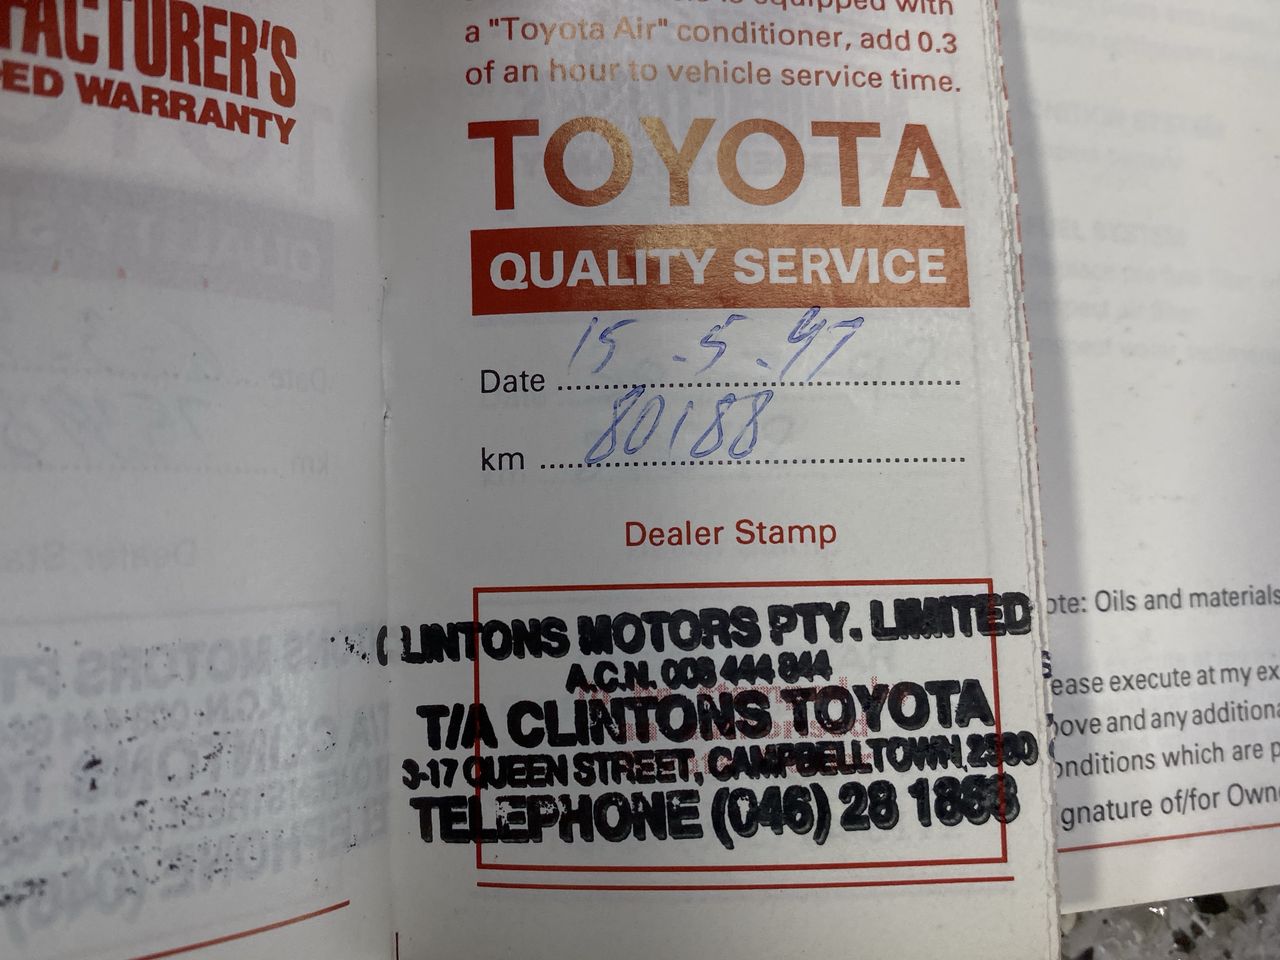 FACTURER'S
ED WARRANTY
equipped with
a "Toyota Air" conditioner, add 0.3
of an hour to vehicle service time.
TOYOTA
QUALITY SERVICE
Date 15-5-97
km 80188
Dealer Stamp
CLINTONS MOTORS PTY. LIMITED
A.C.N. 003 444 844
T/A CLINTONS TOYOTA
3-17 QUEEN STREET, CAMPBELLTOWN, 2560
TELEPHONE (046) 28 1868
ote: Oils and materials
ease execute at my ex
ove and any additiona
onditions which are p
gnature of/for Own